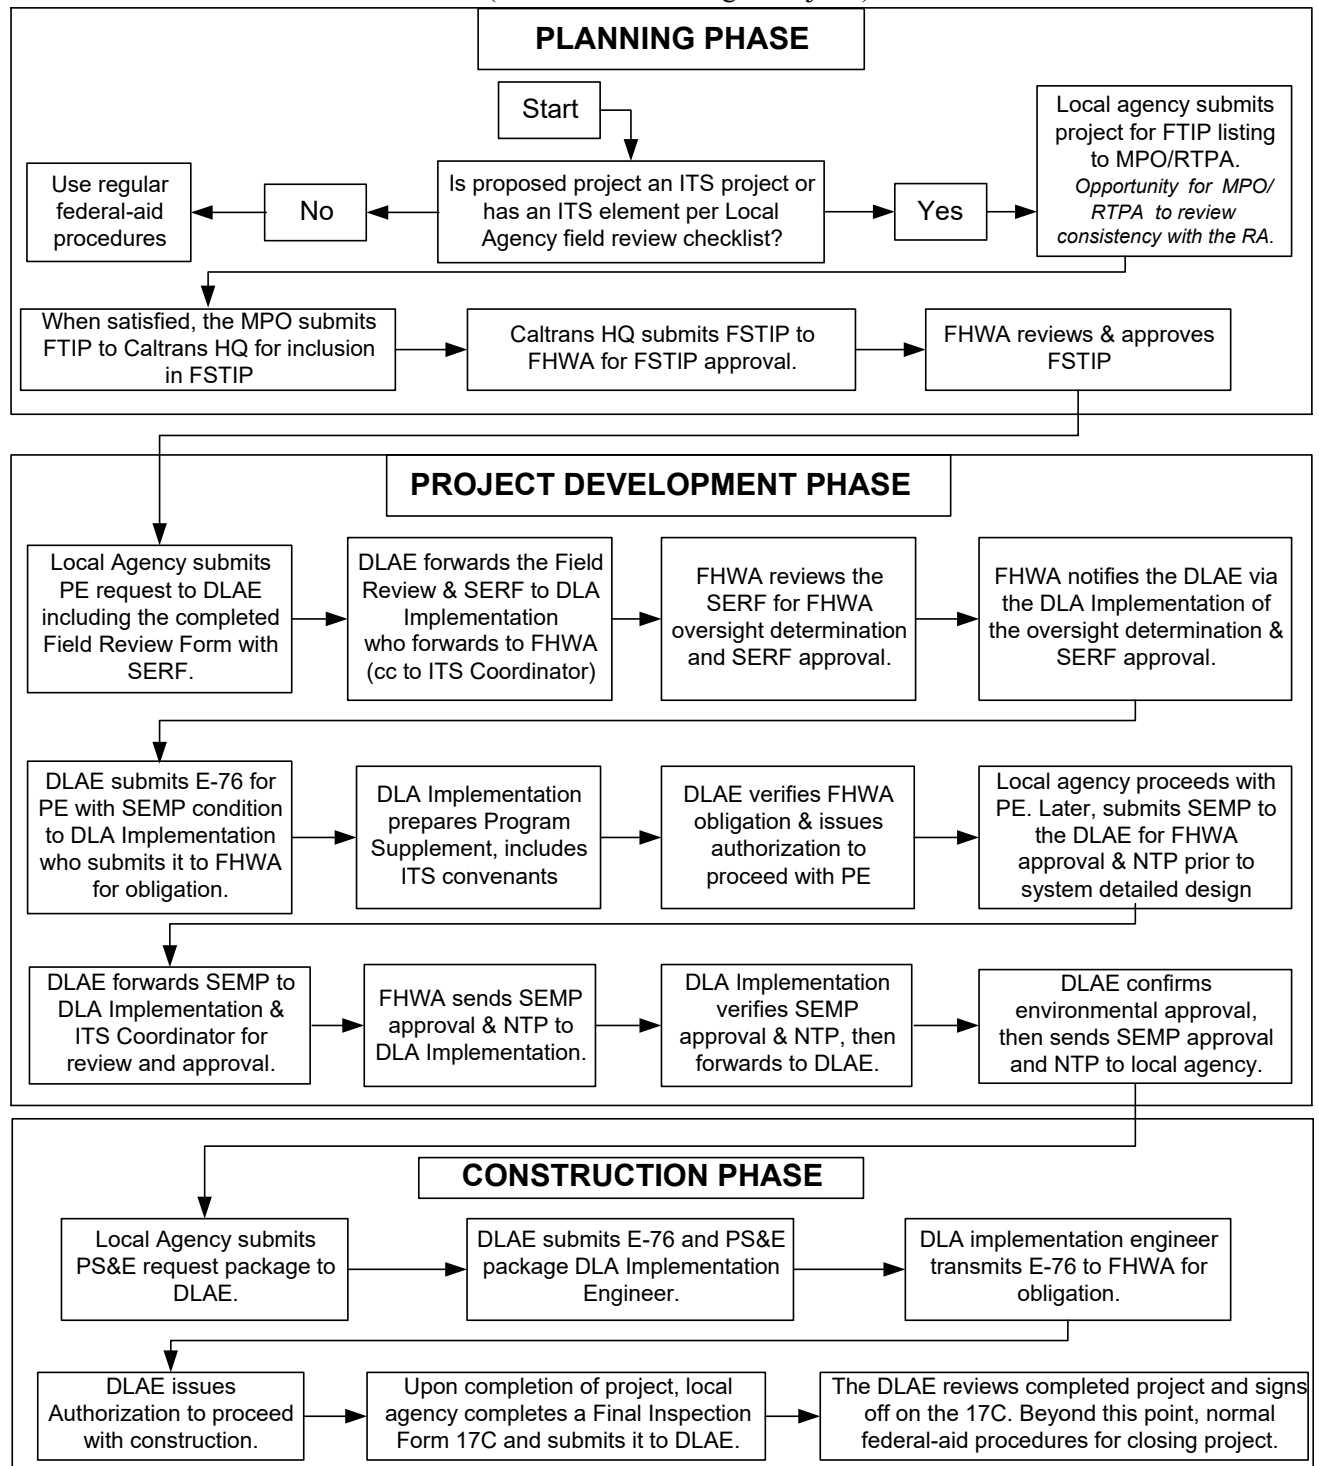 PLANNING PHASE
Start
Is proposed project an ITS project or
has an ITS element per Local
Agency field review checklist?
No
Use regular
federal-aid
procedures
Yes
Local agency submits
project for FTIP listing
to MPO/RTPA.
Opportunity for MPO/
RTPA to review
consistency with the RA.
When satisfied, the MPO submits
FTIP to Caltrans HQ for inclusion
in FSTIP
Caltrans HQ submits FSTIP to
FHWA for FSTIP approval.
FHWA reviews & approves
FSTIP
PROJECT DEVELOPMENT PHASE
Local Agency submits
PE request to DLAE
including the completed
Field Review Form with
SERF.
DLAE forwards the Field
Review & SERF to DLA
Implementation
who forwards to FHWA
(cc to ITS Coordinator)
FHWA reviews the
SERF for FHWA
oversight determination
and SERF approval.
FHWA notifies the DLAE via
the DLA Implementation of
the oversight determination &
SERF approval.
DLAE submits E-76 for
PE with SEMP condition
to DLA Implementation
who submits it to FHWA
for obligation.
DLA Implementation
prepares Program
Supplement, includes
ITS convenants
DLAE verifies FHWA
obligation & issues
authorization to
proceed with PE
Local agency proceeds with
PE. Later, submits SEMP to
the DLAE for FHWA
approval & NTP prior to
system detailed design
DLAE forwards SEMP to
DLA Implementation &
ITS Coordinator for
review and approval.
FHWA sends SEMP
approval & NTP to
DLA Implementation.
DLA Implementation
verifies SEMP
approval & NTP, then
forwards to DLAE.
DLAE confirms
environmental approval,
then sends SEMP approval
and NTP to local agency.
CONSTRUCTION PHASE
Local Agency submits
PS&E request package to
DLAE.
DLAE submits E-76 and PS&E
package DLA Implementation
Engineer.
DLA implementation engineer
transmits E-76 to FHWA for
obligation.
DLAE issues
Authorization to proceed
with construction.
Upon completion of project, local
agency completes a Final Inspection
Form 17C and submits it to DLAE.
The DLAE reviews completed project and signs
off on the 17C. Beyond this point, normal
federal-aid procedures for closing project.